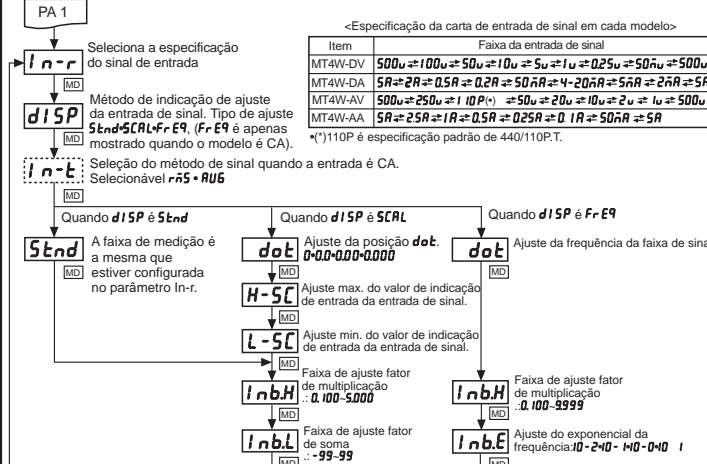 PA 1
In-r
Seleciona a especificação
do sinal de entrada
MD
dISP
Método de indicação de ajuste
da entrada de sinal. Tipo de ajuste
Stnd•SCAL•FrEq, (FrEq é apenas
mostrado quando o modelo é CA).
MD
In-t
Seleção do método de sinal quando a entrada é CA.
Selecionável rmS • AUG
MD
<Especificação da carta de entrada de sinal em cada modelo>
Item Faixa da entrada de sinal
MT4W-DV 500u⇄100u⇄50u⇄10u⇄5u⇄1u⇄0.25u⇄50mu⇄500u
MT4W-DA 5A⇄2A⇄0.5A⇄0.2A⇄50mA⇄4-20mA⇄5mA⇄2mA⇄5A
MT4W-AV 500u⇄250u⇄110P(*) ⇄50u⇄20u⇄10u⇄2u⇄1u⇄500u
MT4W-AA 5A⇄2.5A⇄1A⇄0.5A⇄0.25A⇄0.1A⇄50mA⇄5A
•(*)110P é especificação padrão de 440/110P.T.
Quando dISP é Stnd
Stnd
A faixa de medição é
a mesma que
estiver configurada
no parâmetro In-r.
MD
Quando dISP é SCAL
dot
Ajuste da posição dot.
0•0.0•0.00•0.000
MD
H-SC
Ajuste max. do valor de indicação
de entrada da entrada de sinal.
MD
L-SC
Ajuste min. do valor de indicação
de entrada da entrada de sinal.
MD
Inb.H
Faixa de ajuste fator
de multiplicação
.: 0.100~5.000
MD
Inb.L
Faixa de ajuste fator
de soma
.: -99~99
MD
Quando dISP é FrEq
dot
Ajuste da frequência da faixa de
MD
Inb.H
Faixa de ajuste fator
de multiplicação
.:0.100~9.999
MD
Inb.E
Ajuste do exponencial da
frequência:10-2•10-1•10-0•10 1
MD